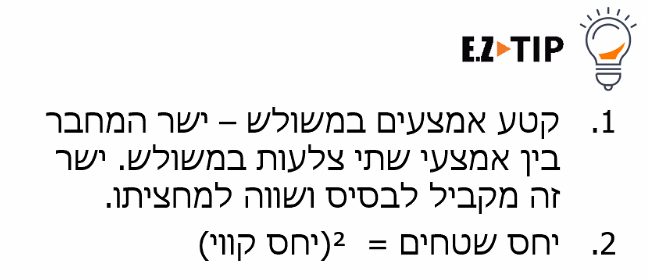 E.Z TIP
1. קטע אמצעים במשולש – ישר המחבר
בין אמצעי שתי צלעות במשולש. ישר
זה מקביל לבסיס ושווה למחציתו.
2. יחס שטחים = ²(יחס קווי)